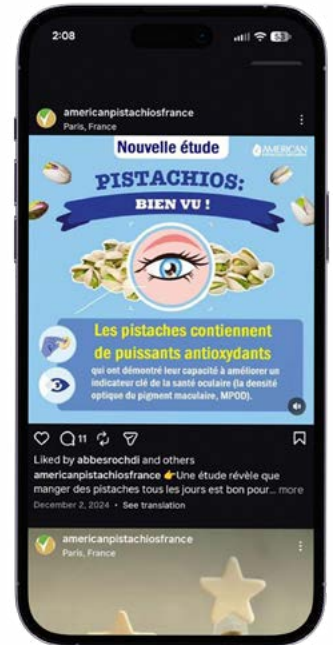 2:08
53
americanpistachiosfrance
Paris, France
Nouvelle étude
AMERICAN
PISTACHIOS:
BIEN VU !
Les pistaches contiennent
de puissants antioxydants
qui ont démontré leur capacité à améliorer un
indicateur clé de la santé oculaire (la densité
optique du pigment maculaire, MPOD).
11
Liked by abbesrochdi and others
americanpistachiosfrance 👉Une étude révèle que
manger des pistaches tous les jours est bon pour... more
December 2, 2024 • See translation
americanpistachiosfrance
Paris, France